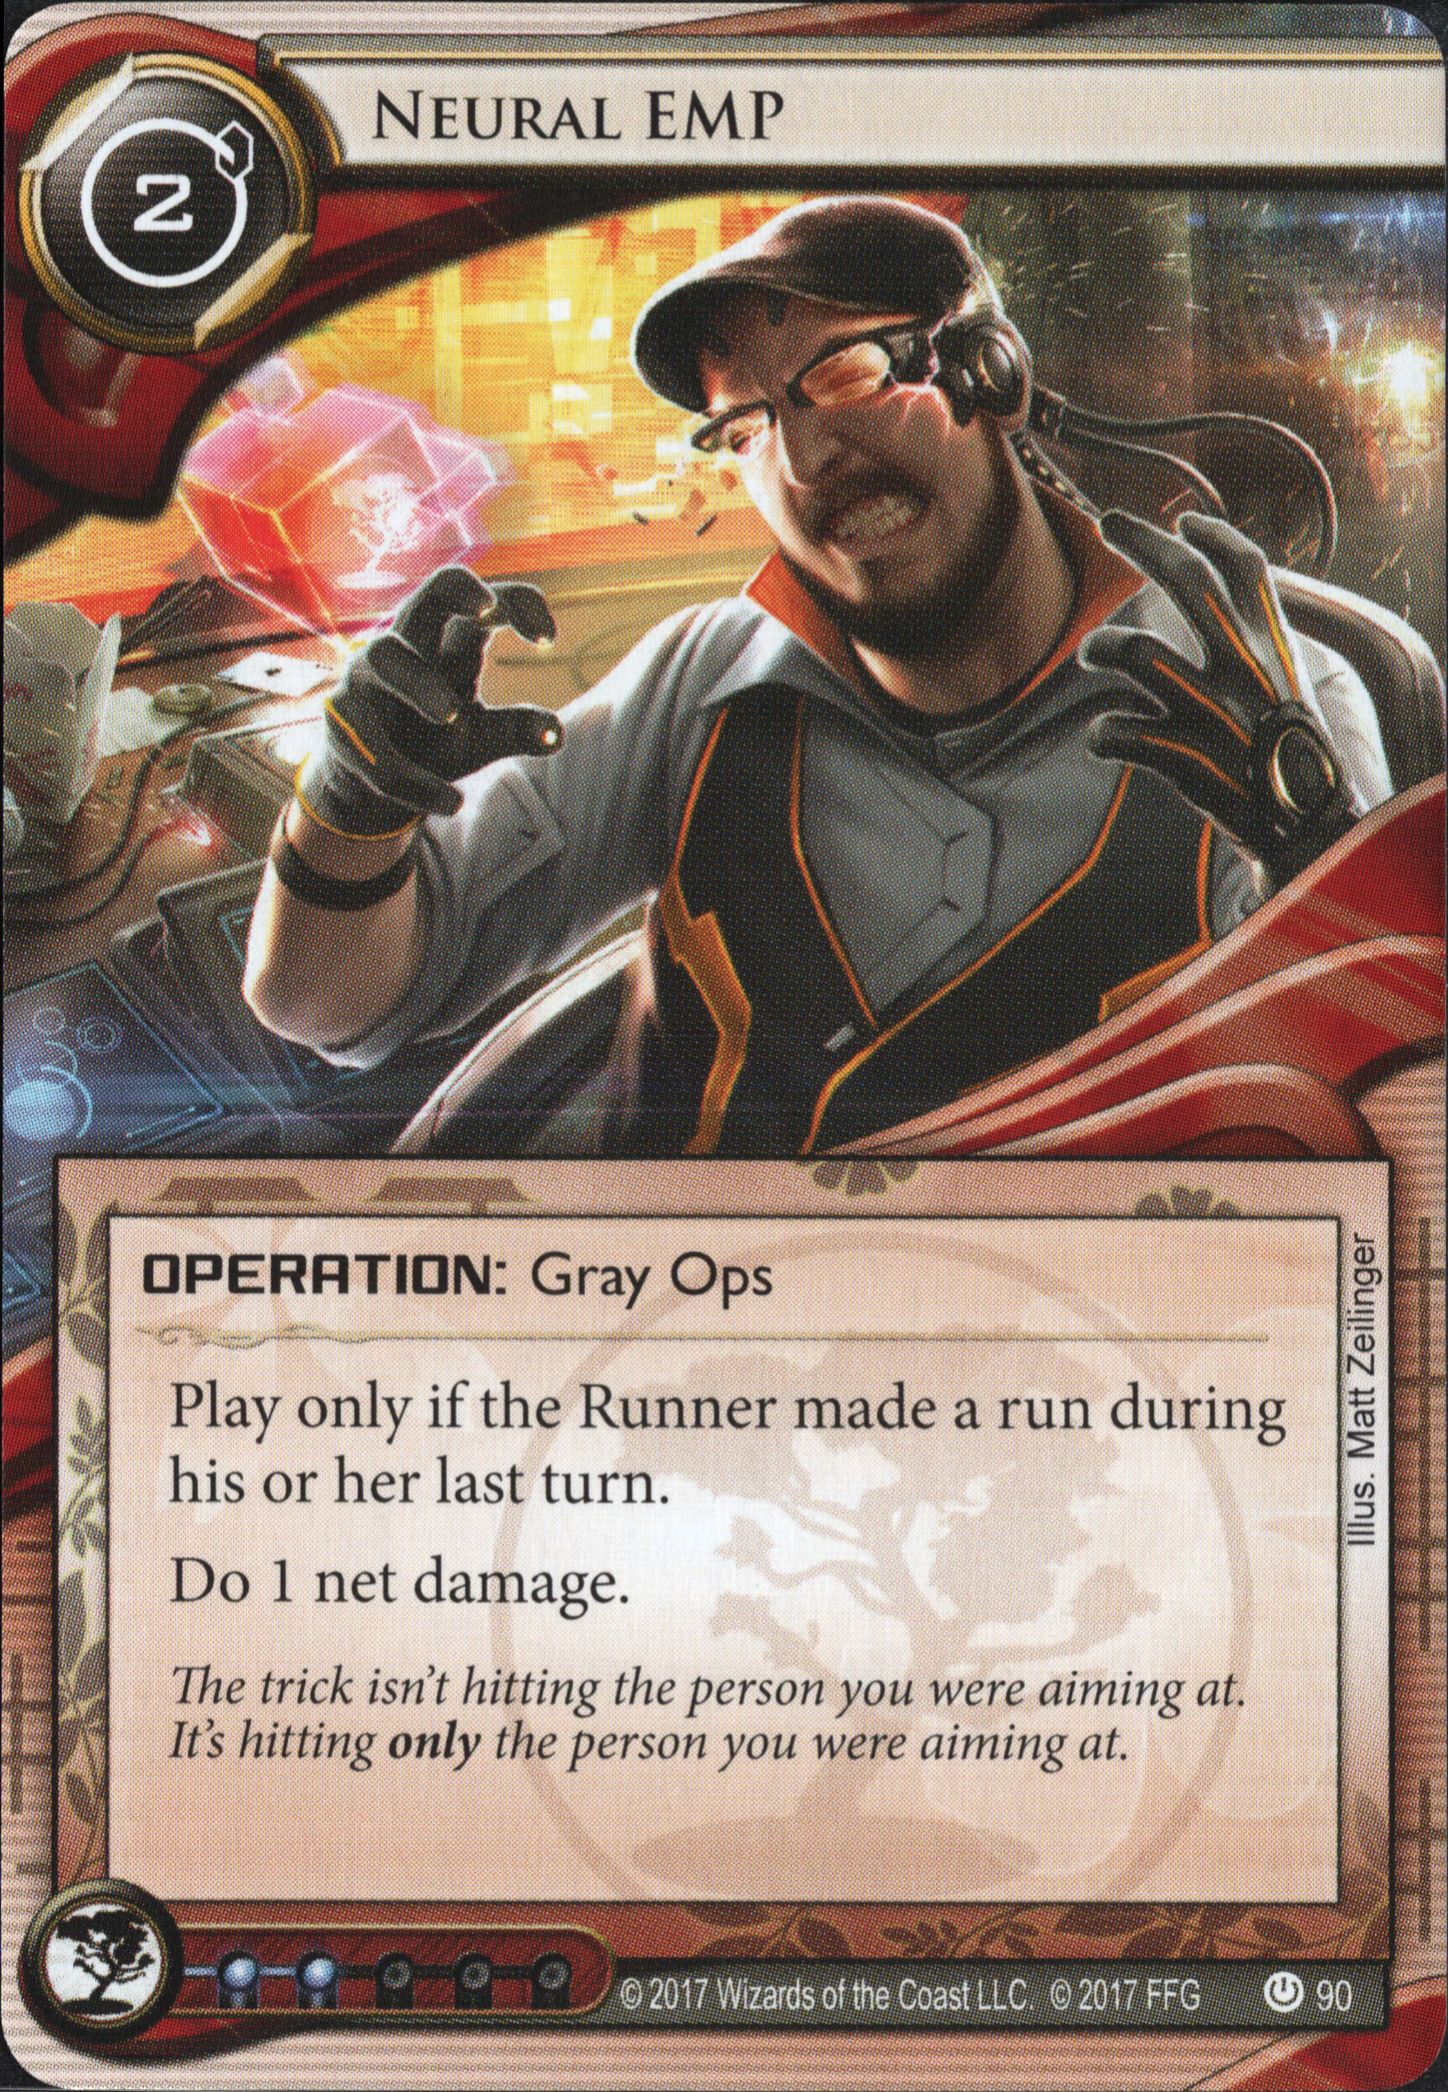 2
NEURAL EMP
OPERATION: Gray Ops
Play only if the Runner made a run during
his or her last turn.
Do 1 net damage.
The trick isn't hitting the person you were aiming at.
It's hitting only the person you were aiming at.
Illus. Matt Zeilinger
© 2017 Wizards of the Coast LLC. © 2017 FFG
90